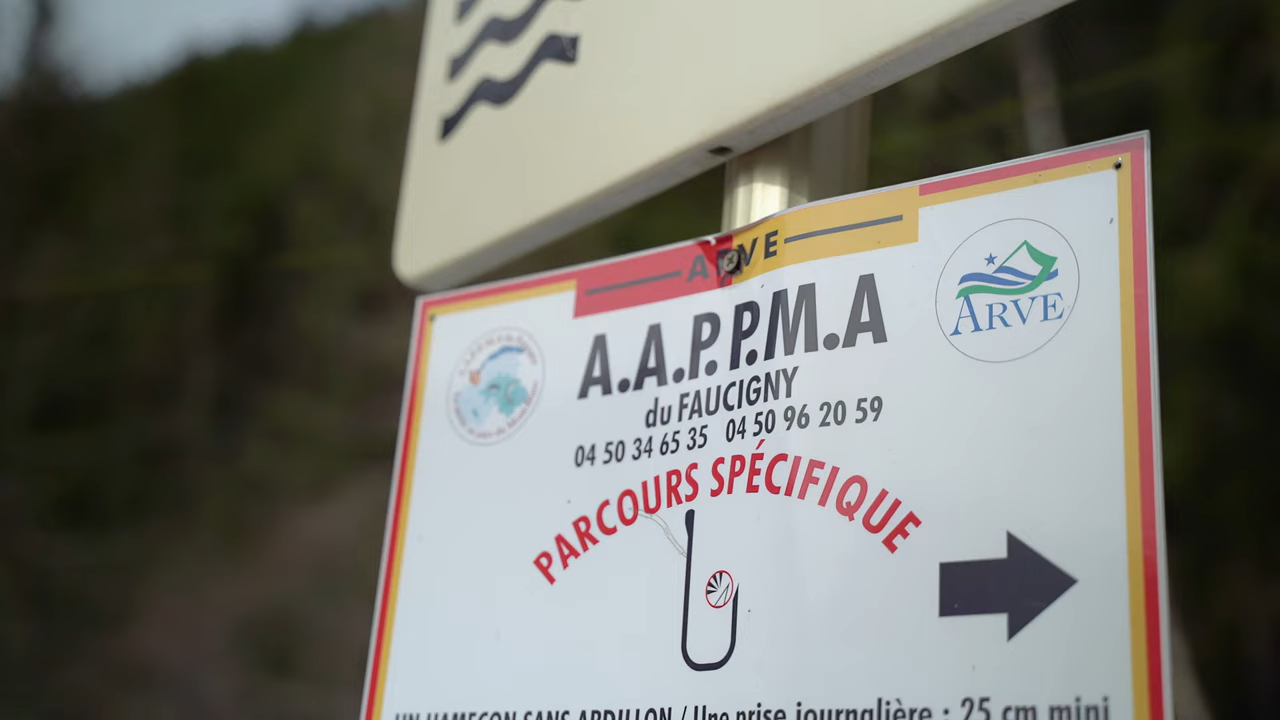 ARVE
A.A.P.P.M.A
du FAUCIGNY
04 50 34 65 35 04 50 96 20 59
ARVE
PARCOURS SPÉCIFIQUE
UN HAMEÇON SANS ARDILLON / Une prise journalière : 25 cm mini